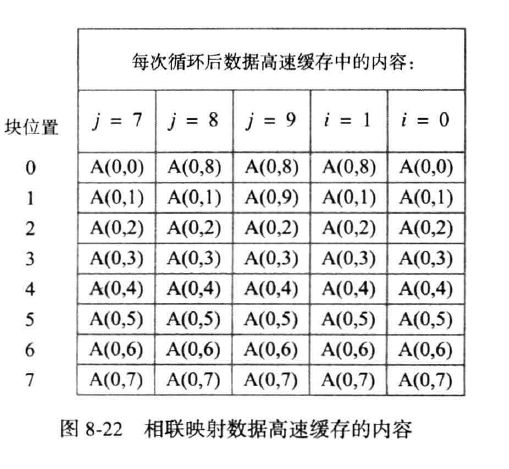 每次循环后数据高速缓存中的内容：
块位置 j = 7 j = 8 j = 9 i = 1 i = 0
0 A(0,0) A(0,8) A(0,8) A(0,8) A(0,0)
1 A(0,1) A(0,1) A(0,9) A(0,1) A(0,1)
2 A(0,2) A(0,2) A(0,2) A(0,2) A(0,2)
3 A(0,3) A(0,3) A(0,3) A(0,3) A(0,3)
4 A(0,4) A(0,4) A(0,4) A(0,4) A(0,4)
5 A(0,5) A(0,5) A(0,5) A(0,5) A(0,5)
6 A(0,6) A(0,6) A(0,6) A(0,6) A(0,6)
7 A(0,7) A(0,7) A(0,7) A(0,7) A(0,7)
图 8-22 相联映射数据高速缓存的内容